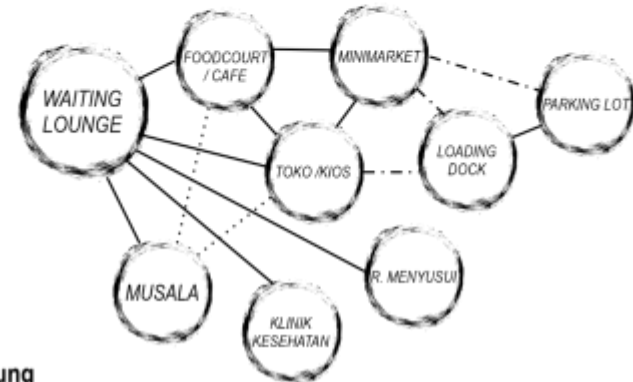 FOODCOURT
/ CAFE
MINIMARKET
WAITING
LOUNGE
PARKING LOT
LOADING
DOCK
TOKO /KIOS
R. MENYUSUI
MUSALA
KLINIK
KESEHATAN
ung